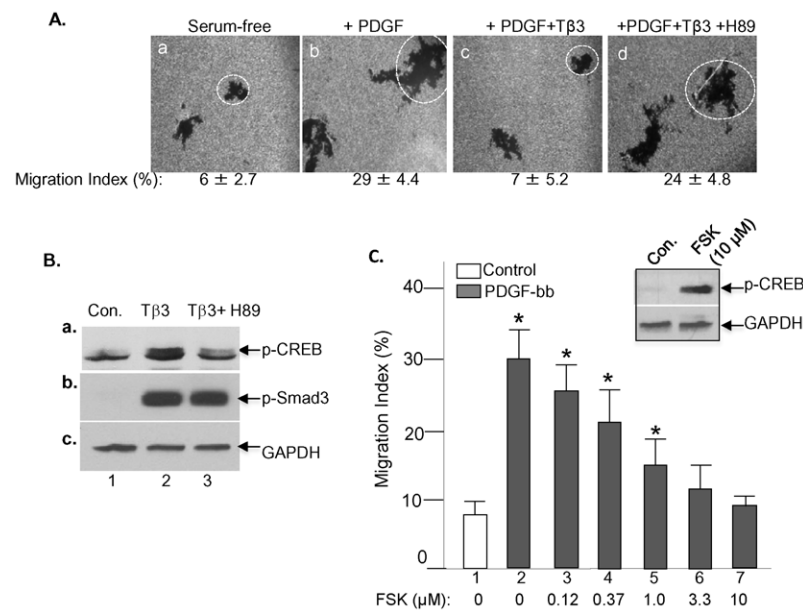 A.
Serum-free + PDGF + PDGF+Tβ3 +PDGF+Tβ3 +H89
a b c d
Migration Index (%): 6 ± 2.7 29 ± 4.4 7 ± 5.2 24 ± 4.8
B.
Con. Tβ3 Tβ3+ H89
a. p-CREB
b. p-Smad3
c. GAPDH
1 2 3
C.
Control
PDGF-bb
Con. FSK
(10 µM)
p-CREB
GAPDH
Migration Index (%)
40
30
20
10
0
* * * *
1 2 3 4 5 6 7
FSK (µM): 0 0 0.12 0.37 1.0 3.3 10